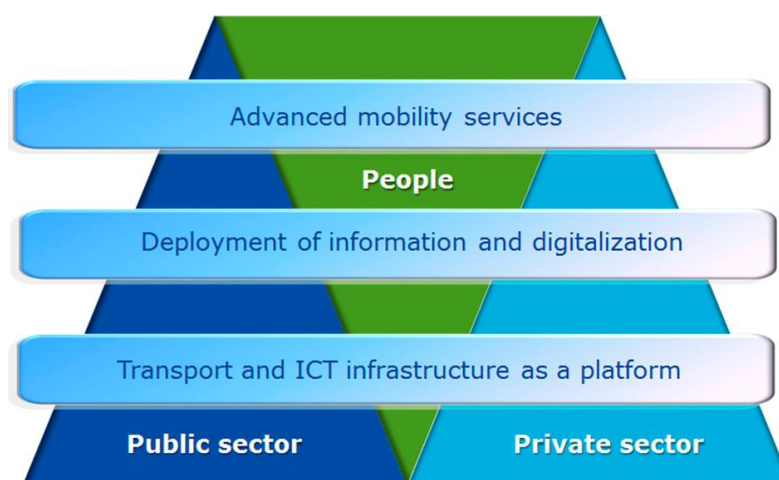 Advanced mobility services
People
Deployment of information and digitalization
Transport and ICT infrastructure as a platform
Public sector
Private sector